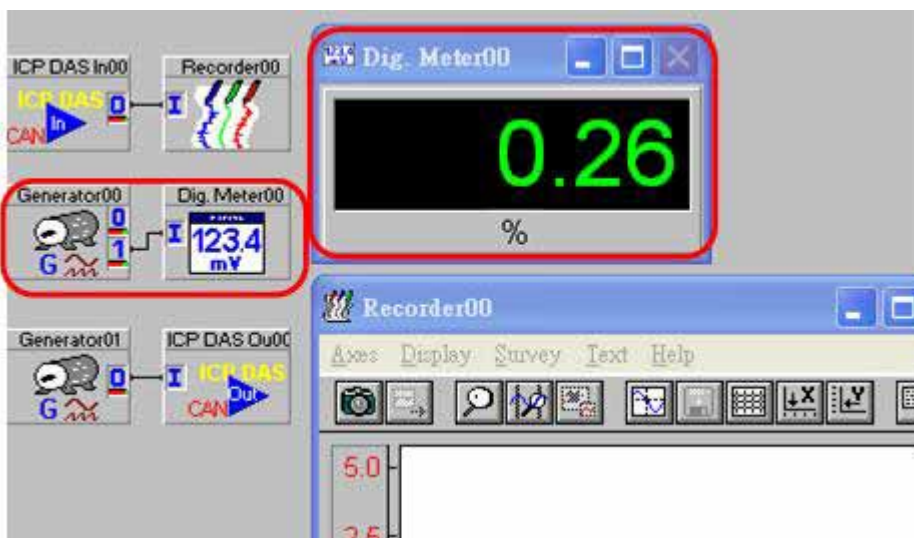 ICP DAS In00
Recorder00
ICP DAS
In
CAN
0
I
Generator00
Dig. Meter00
0
1
G
I
123.4
mV
Generator01
ICP DAS Ou00
G
0
I
ICP DAS
CAN
Out
Dig. Meter00
0.26
%
Recorder00
Axes Display Survey Text Help
X
Y
5.0
2.5